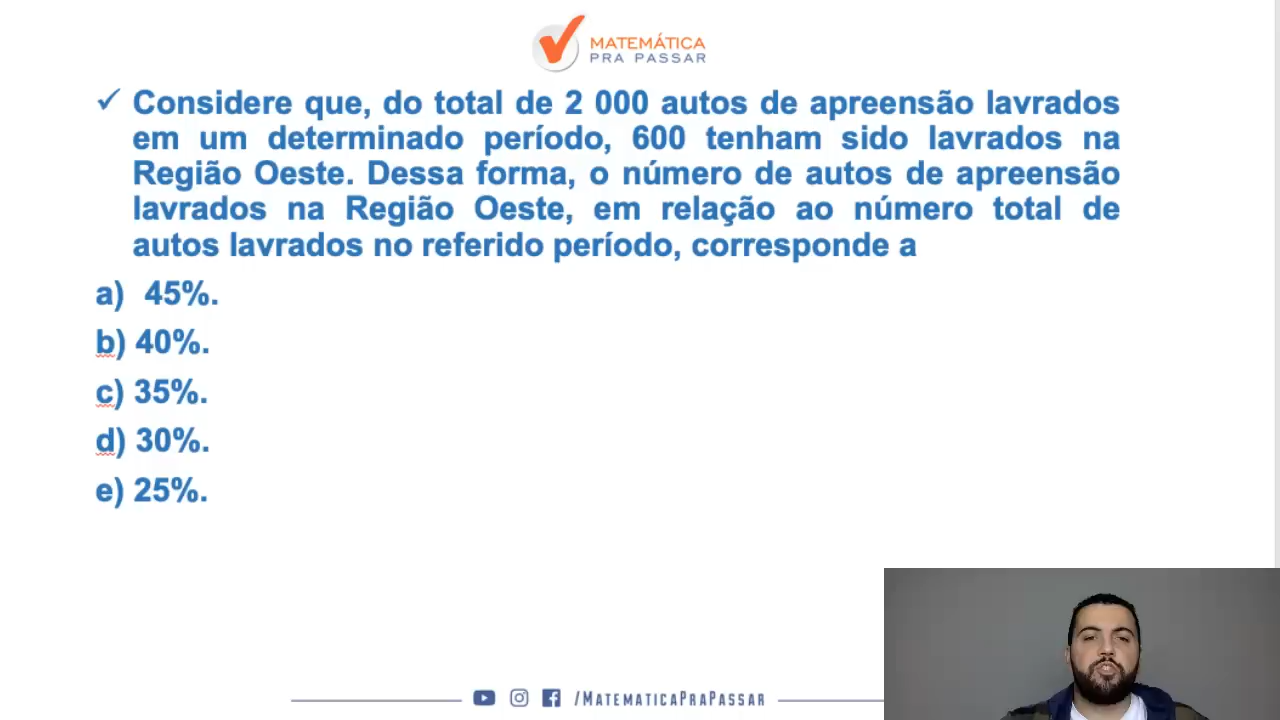 MATEMÁTICA
PRA PASSAR
✓ Considere que, do total de 2 000 autos de apreensão lavrados
em um determinado período, 600 tenham sido lavrados na
Região Oeste. Dessa forma, o número de autos de apreensão
lavrados na Região Oeste, em relação ao número total de
autos lavrados no referido período, corresponde a
a) 45%.
b) 40%.
c) 35%.
d) 30%.
e) 25%.
/MATEMATICAPRAPASSAR